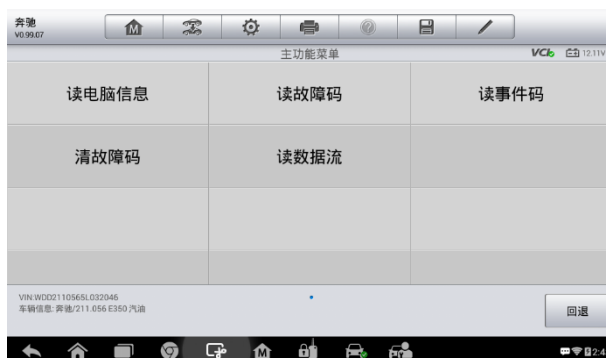 奔驰
V0.99.07
主功能菜单
VCI
12.11V
读电脑信息 读故障码 读事件码
清故障码 读数据流
VIN:WDD2110565L032046
车辆信息: 奔驰/211.056 E350 汽油
回退
2:4